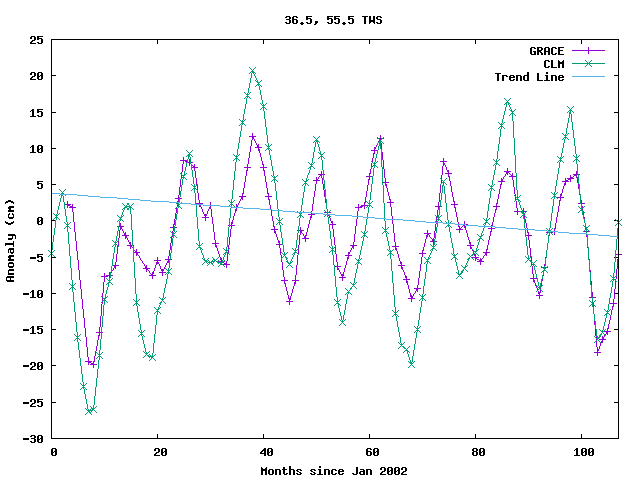 36.5, 55.5 TWS
GRACE
CLM
Trend Line
25
20
15
10
5
0
-5
-10
-15
-20
-25
-30
Anomaly (cm)
0 20 40 60 80 100
Months since Jan 2002